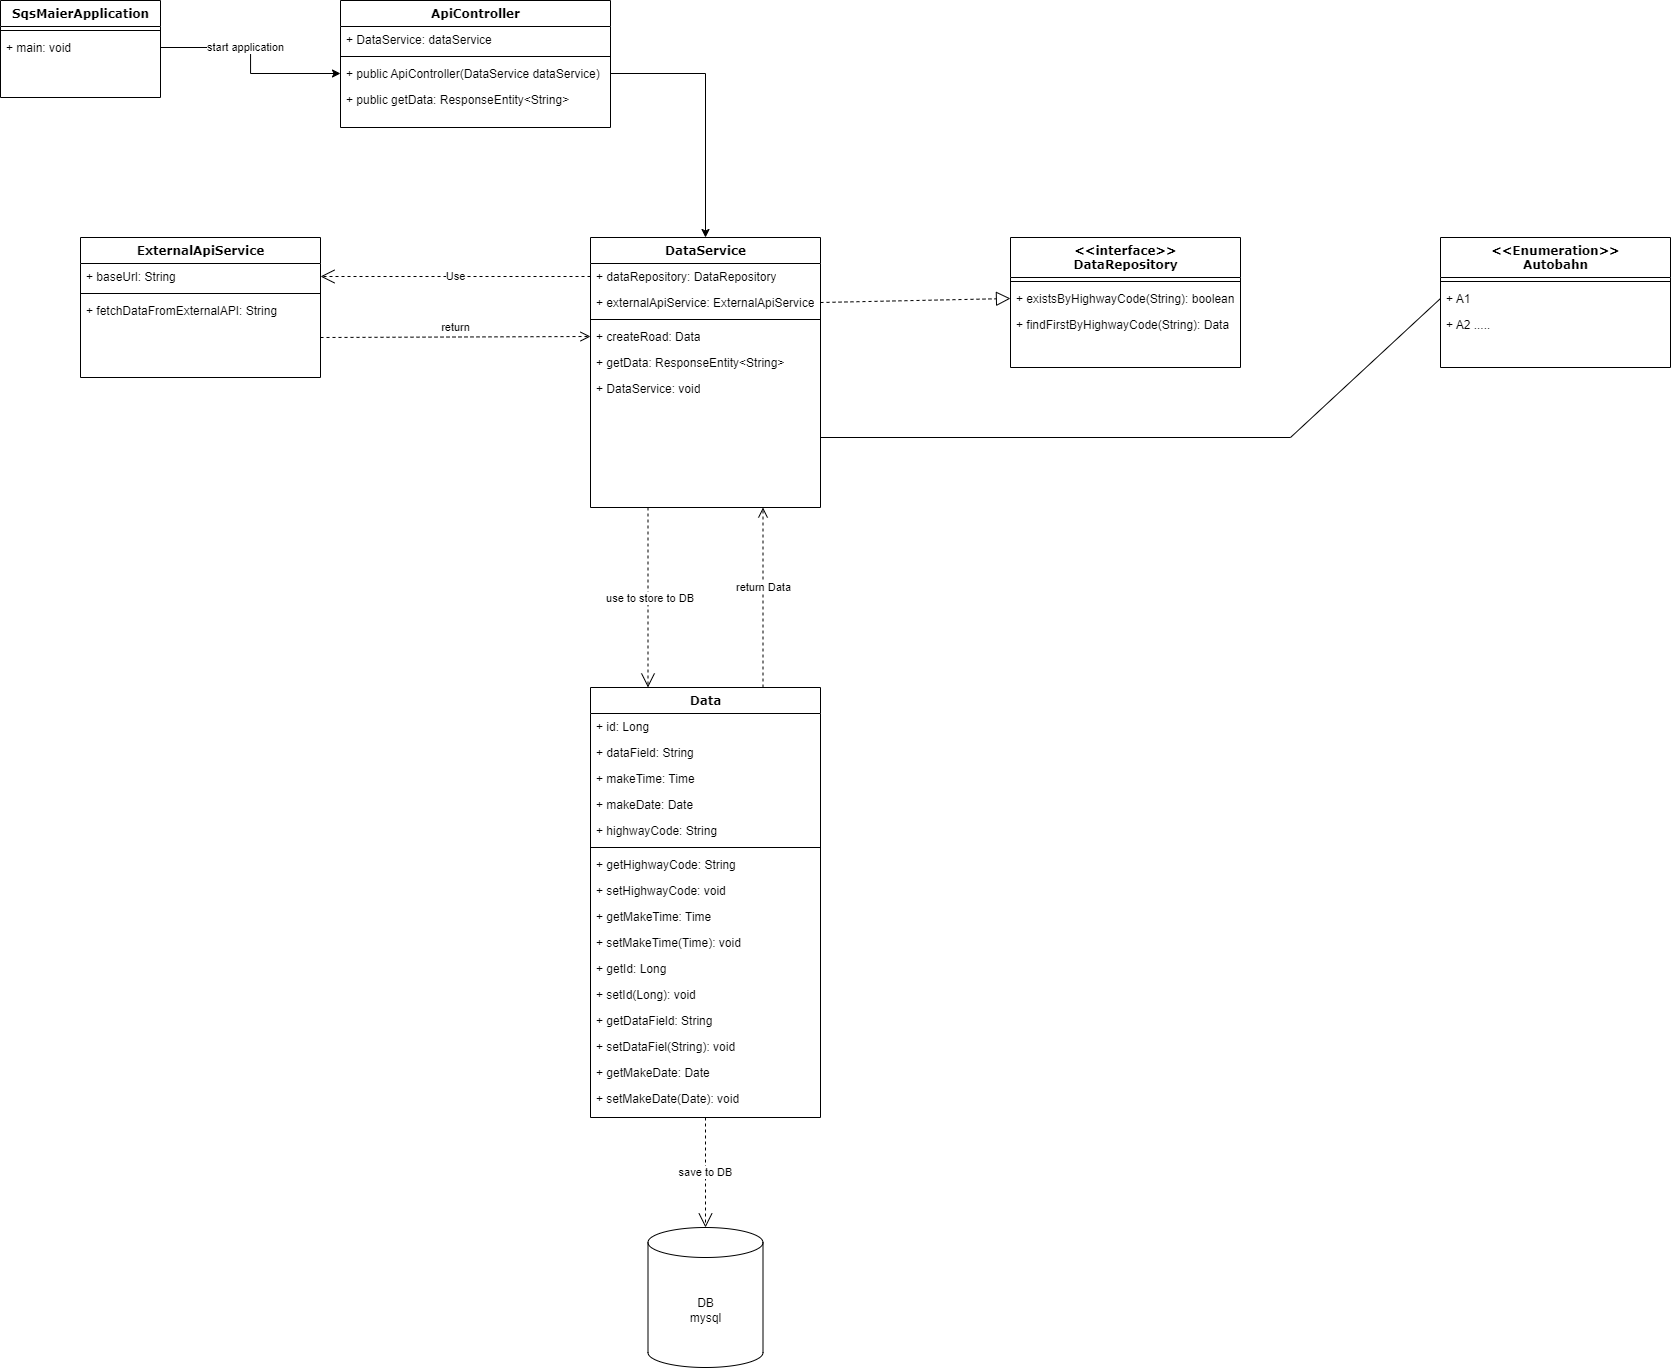 SqsMaierApplication
+ main: void
start application
ApiController
+ DataService: dataService
+ public ApiController(DataService dataService)
+ public getData: ResponseEntity<String>
ExternalApiService
+ baseUrl: String
+ fetchDataFromExternalAPI: String
Use
return
DataService
+ dataRepository: DataRepository
+ externalApiService: ExternalApiService
+ createRoad: Data
+ getData: ResponseEntity<String>
+ DataService: void
<<interface>>
DataRepository
+ existsByHighwayCode(String): boolean
+ findFirstByHighwayCode(String): Data
<<Enumeration>>
Autobahn
+ A1
+ A2 .....
use to store to DB
return Data
Data
+ id: Long
+ dataField: String
+ makeTime: Time
+ makeDate: Date
+ highwayCode: String
+ getHighwayCode: String
+ setHighwayCode: void
+ getMakeTime: Time
+ setMakeTime(Time): void
+ getId: Long
+ setId(Long): void
+ getDataField: String
+ setDataFiel(String): void
+ getMakeDate: Date
+ setMakeDate(Date): void
save to DB
DB
mysql